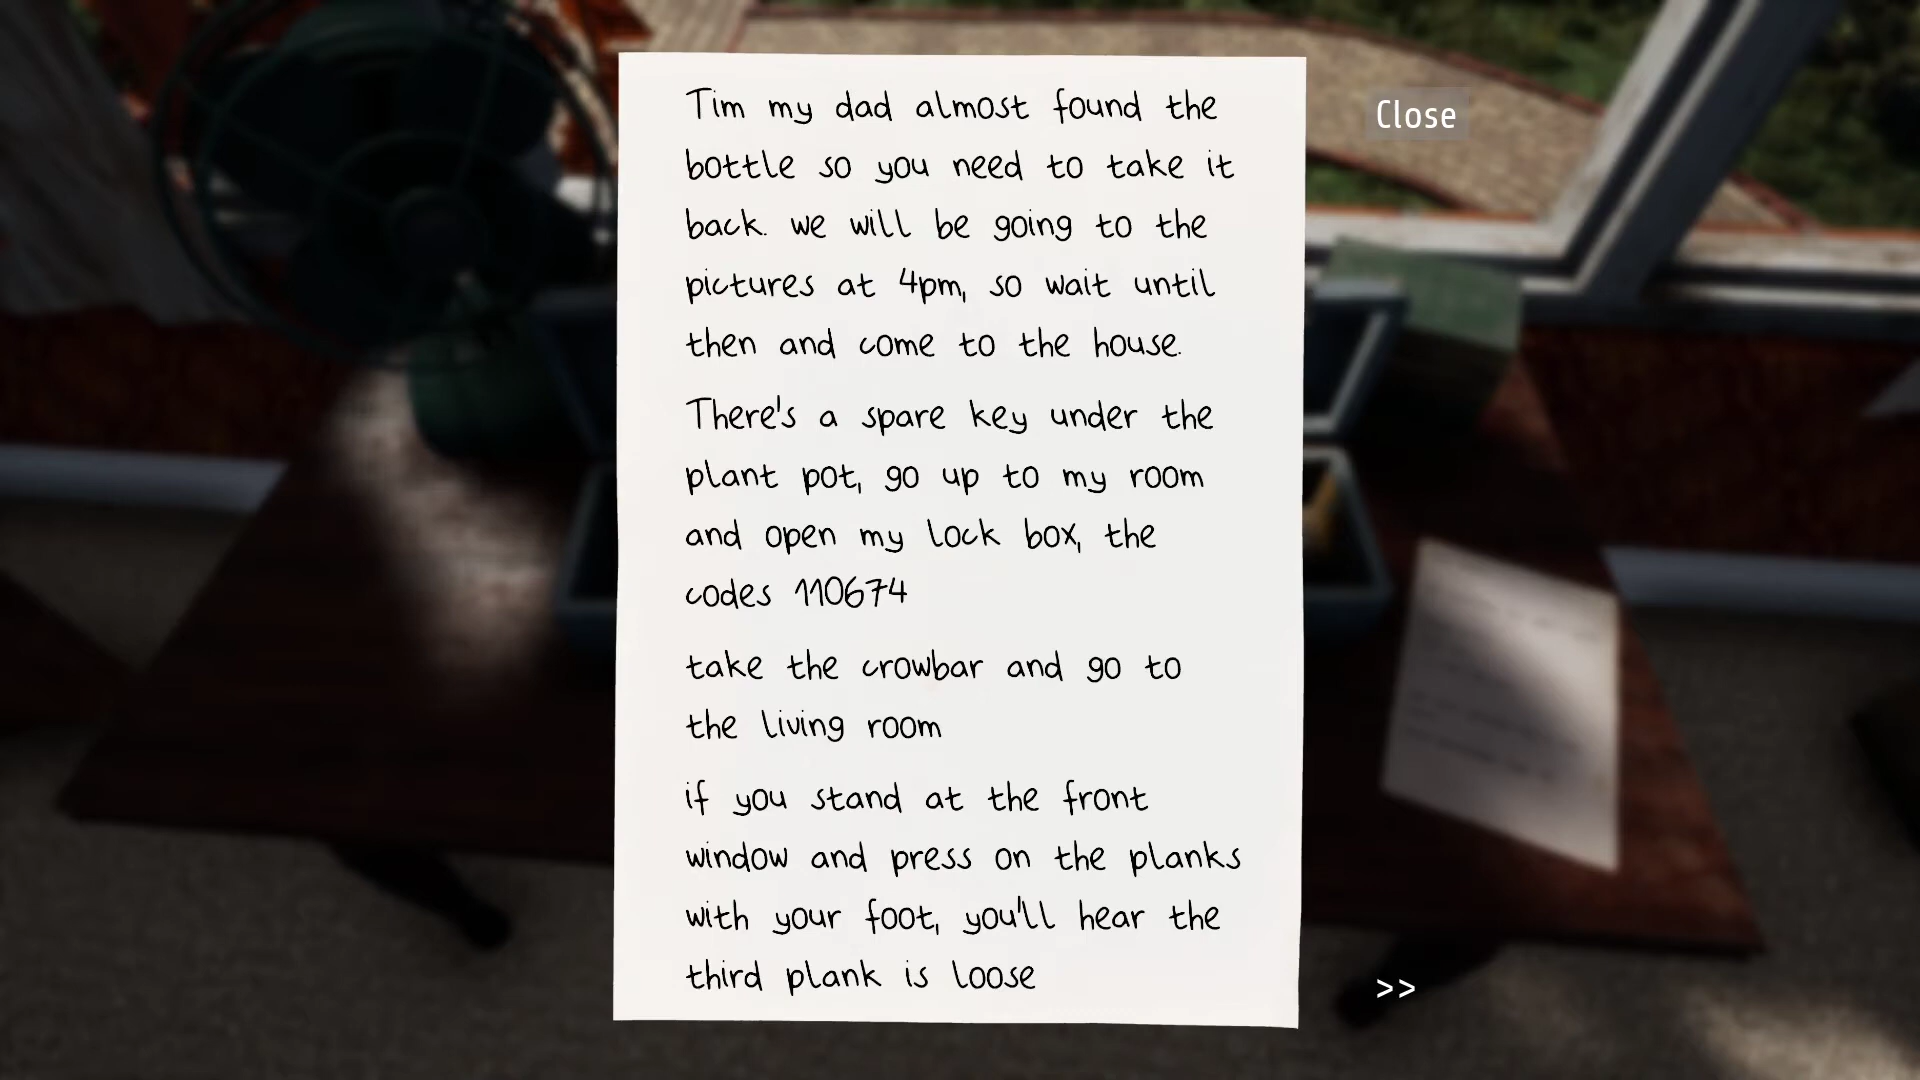 Tim my dad almost found the
bottle so you need to take it
back. we will be going to the
pictures at 4pm, so wait until
then and come to the house.
There's a spare key under the
plant pot, go up to my room
and open my lock box, the
codes 110674
take the crowbar and go to
the living room
if you stand at the front
window and press on the planks
with your foot, you'll hear the
third plank is loose
Close
>>